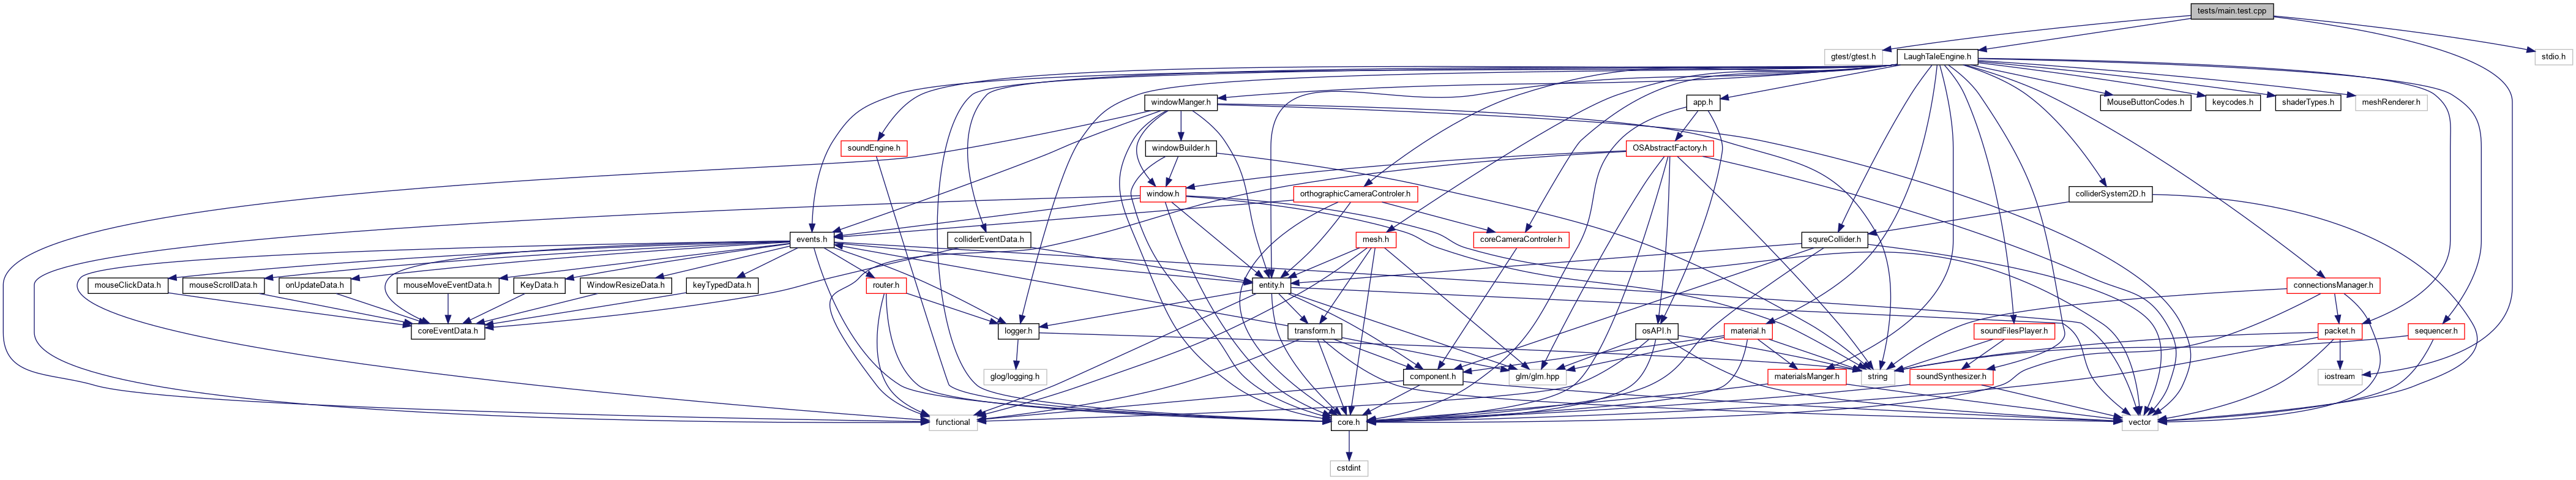 tests/main.test.cpp
gtest/gtest.h
LaughTaleEngine.h
stdio.h
windowManger.h
app.h
MouseButtonCodes.h
keycodes.h
shaderTypes.h
meshRenderer.h
soundEngine.h
windowBuilder.h
OSAbstractFactory.h
window.h
orthographicCameraControler.h
colliderSystem2D.h
events.h
colliderEventData.h
mesh.h
coreCameraControler.h
squreCollider.h
mouseClickData.h
mouseScrollData.h
onUpdateData.h
mouseMoveEventData.h
KeyData.h
WindowResizeData.h
keyTypedData.h
router.h
entity.h
connectionsManager.h
coreEventData.h
logger.h
transform.h
osAPI.h
material.h
soundFilesPlayer.h
packet.h
sequencer.h
glog/logging.h
component.h
glm/glm.hpp
materialsManger.h
string
soundSynthesizer.h
iostream
functional
core.h
vector
cstdint